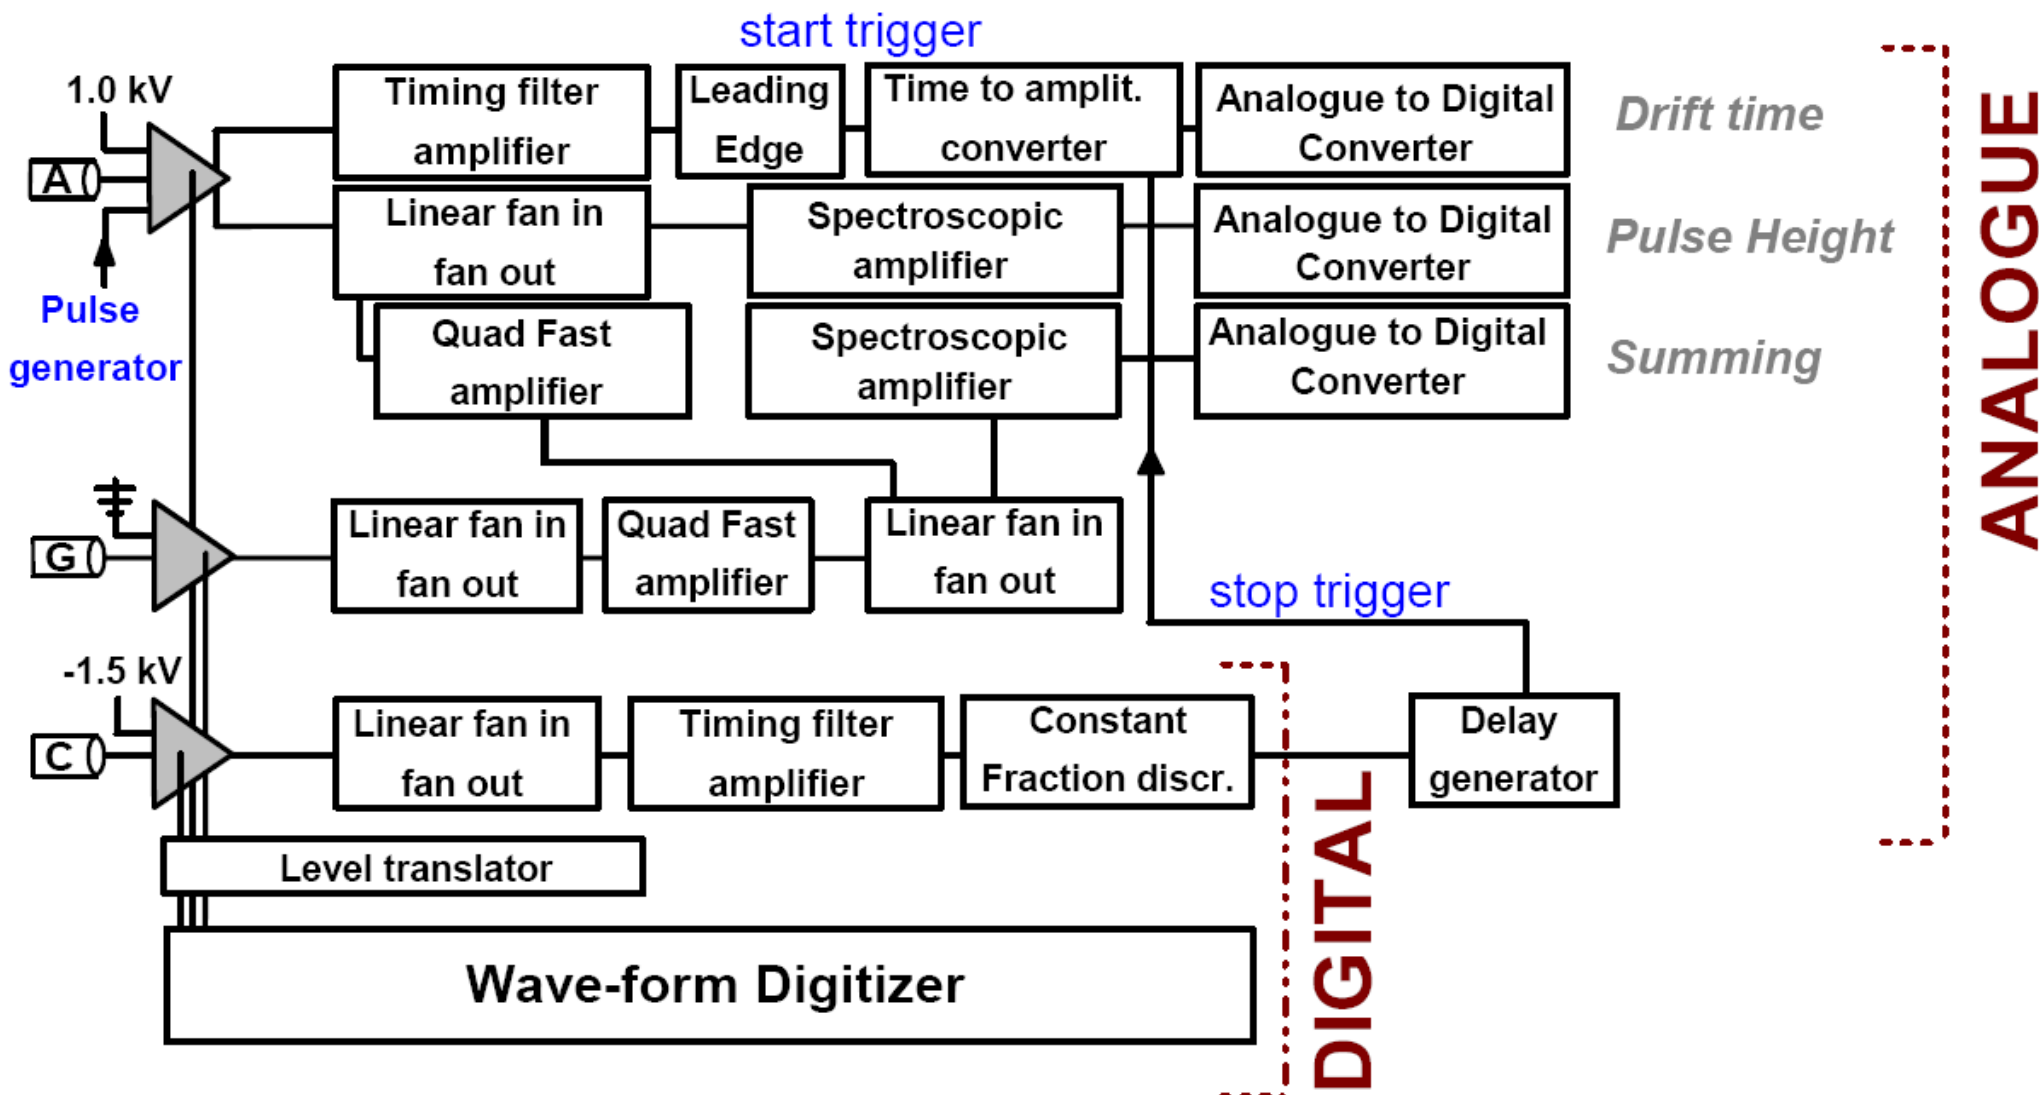 start trigger
1.0 kV
A
Pulse
generator
Timing filter
amplifier
Leading
Edge
Time to amplit.
converter
Analogue to Digital
Converter
Drift time
Linear fan in
fan out
Spectroscopic
amplifier
Analogue to Digital
Converter
Pulse Height
Quad Fast
amplifier
Spectroscopic
amplifier
Analogue to Digital
Converter
Summing
ANALOGUE
G
Linear fan in
fan out
Quad Fast
amplifier
Linear fan in
fan out
stop trigger
-1.5 kV
C
Linear fan in
fan out
Timing filter
amplifier
Constant
Fraction discr.
Delay
generator
DIGITAL
Level translator
Wave-form Digitizer